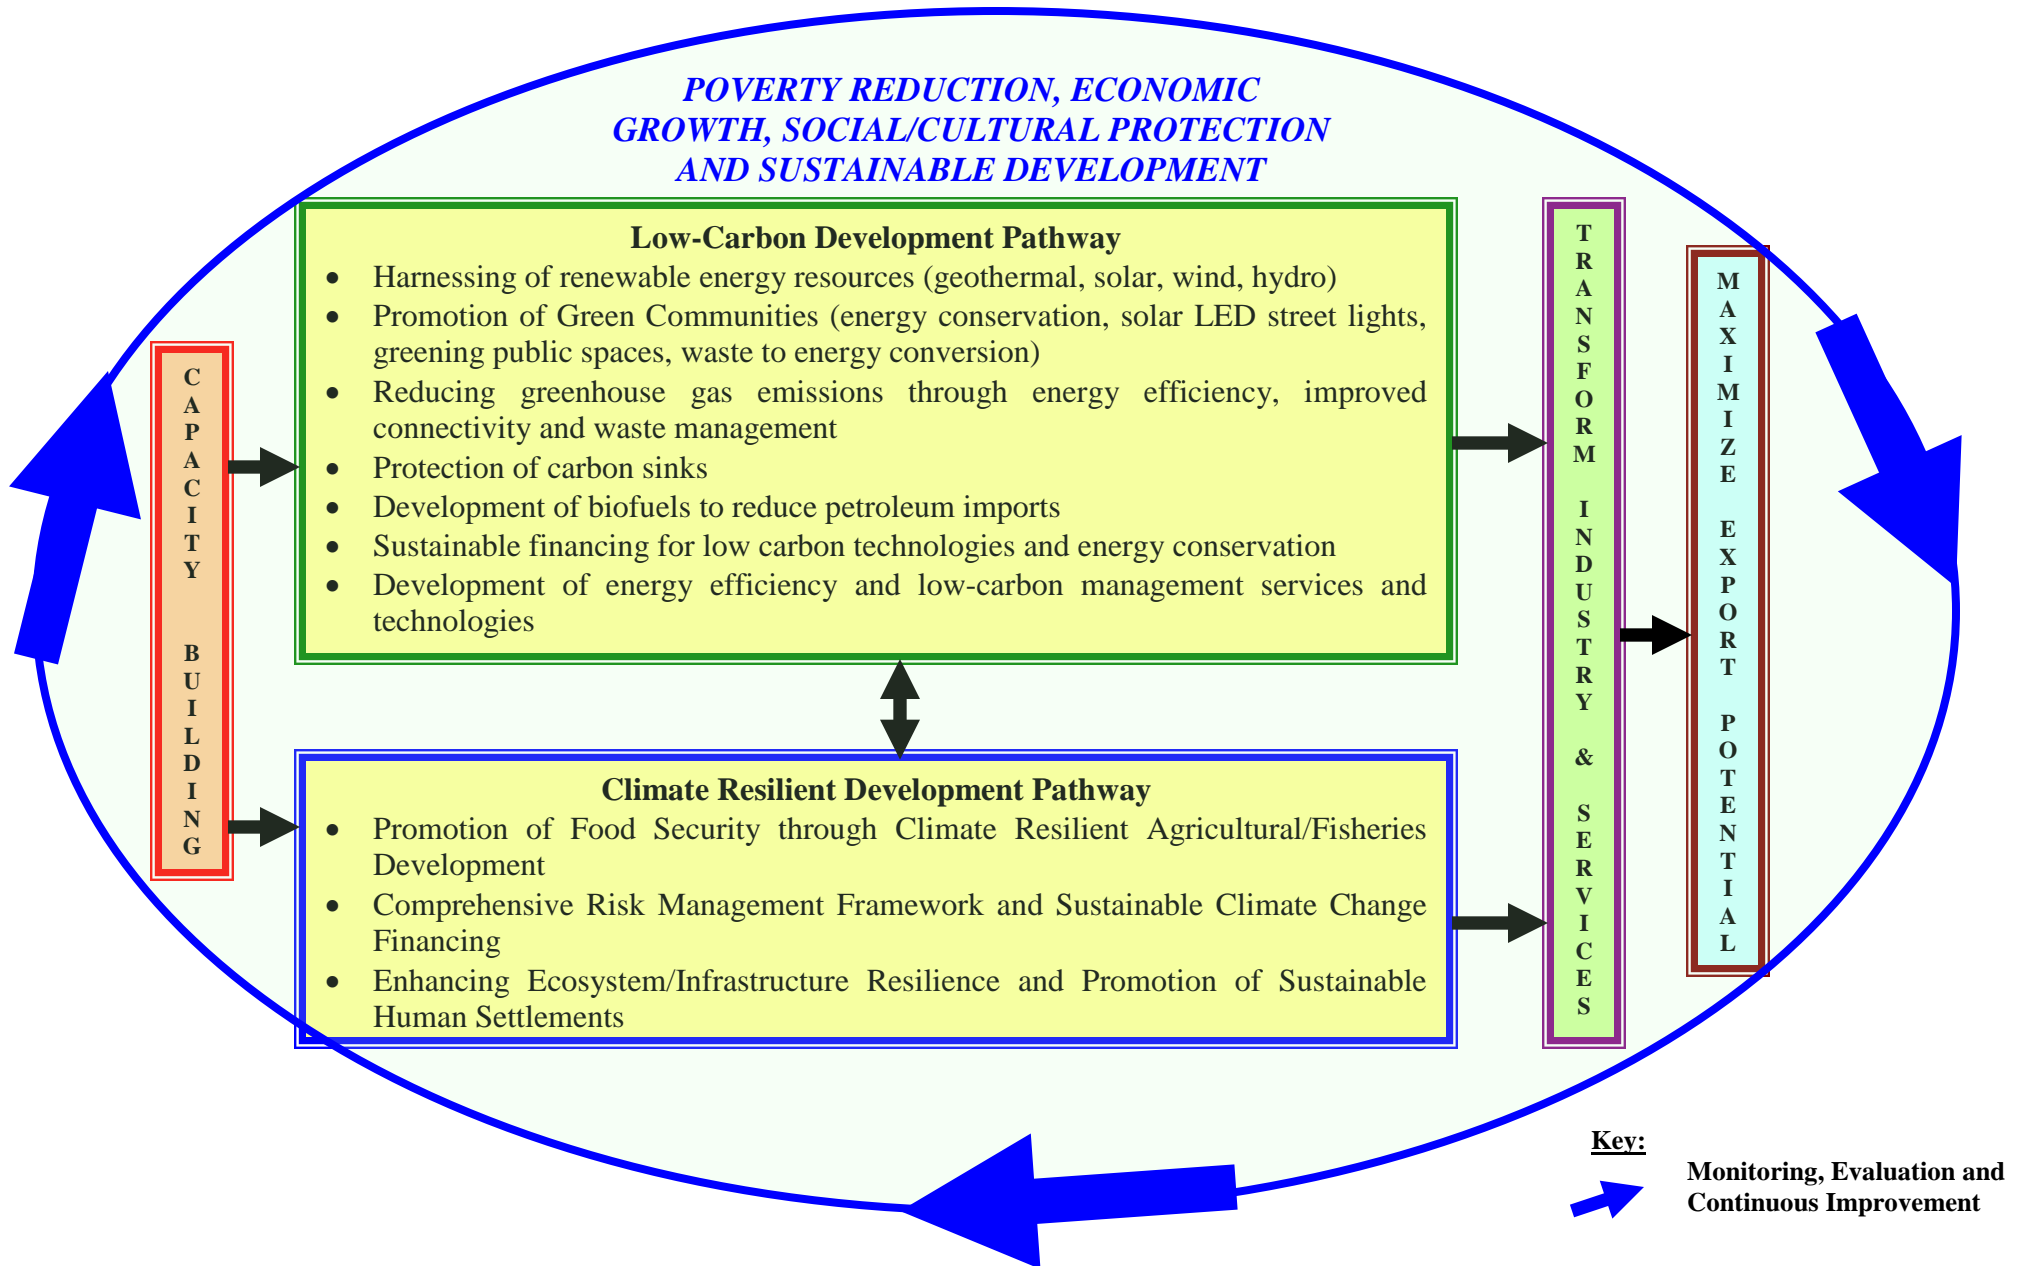 POVERTY REDUCTION, ECONOMIC
GROWTH, SOCIAL/CULTURAL PROTECTION
AND SUSTAINABLE DEVELOPMENT
CAPACITY BUILDING
Low-Carbon Development Pathway
• Harnessing of renewable energy resources (geothermal, solar, wind, hydro)
• Promotion of Green Communities (energy conservation, solar LED street lights,
greening public spaces, waste to energy conversion)
• Reducing greenhouse gas emissions through energy efficiency, improved
connectivity and waste management
• Protection of carbon sinks
• Development of biofuels to reduce petroleum imports
• Sustainable financing for low carbon technologies and energy conservation
• Development of energy efficiency and low-carbon management services and
technologies
Climate Resilient Development Pathway
• Promotion of Food Security through Climate Resilient Agricultural/Fisheries
Development
• Comprehensive Risk Management Framework and Sustainable Climate Change
Financing
• Enhancing Ecosystem/Infrastructure Resilience and Promotion of Sustainable
Human Settlements
TRANSFORM INDUSTRY & SERVICES
MAXIMIZE EXPORT POTENTIAL
Key:
Monitoring, Evaluation and
Continuous Improvement